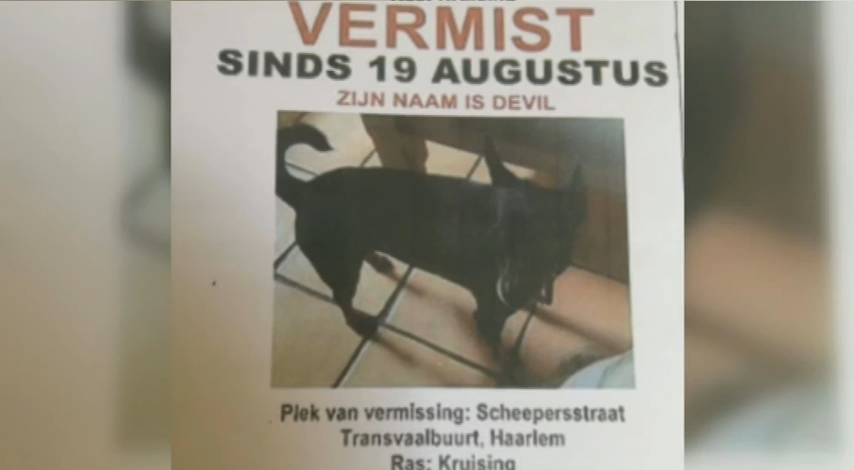 VERMIST
SINDS 19 AUGUSTUS
ZIJN NAAM IS DEVIL
Plek van vermissing: Scheepersstraat
Transvaalbuurt, Haarlem
Ras: Kruising